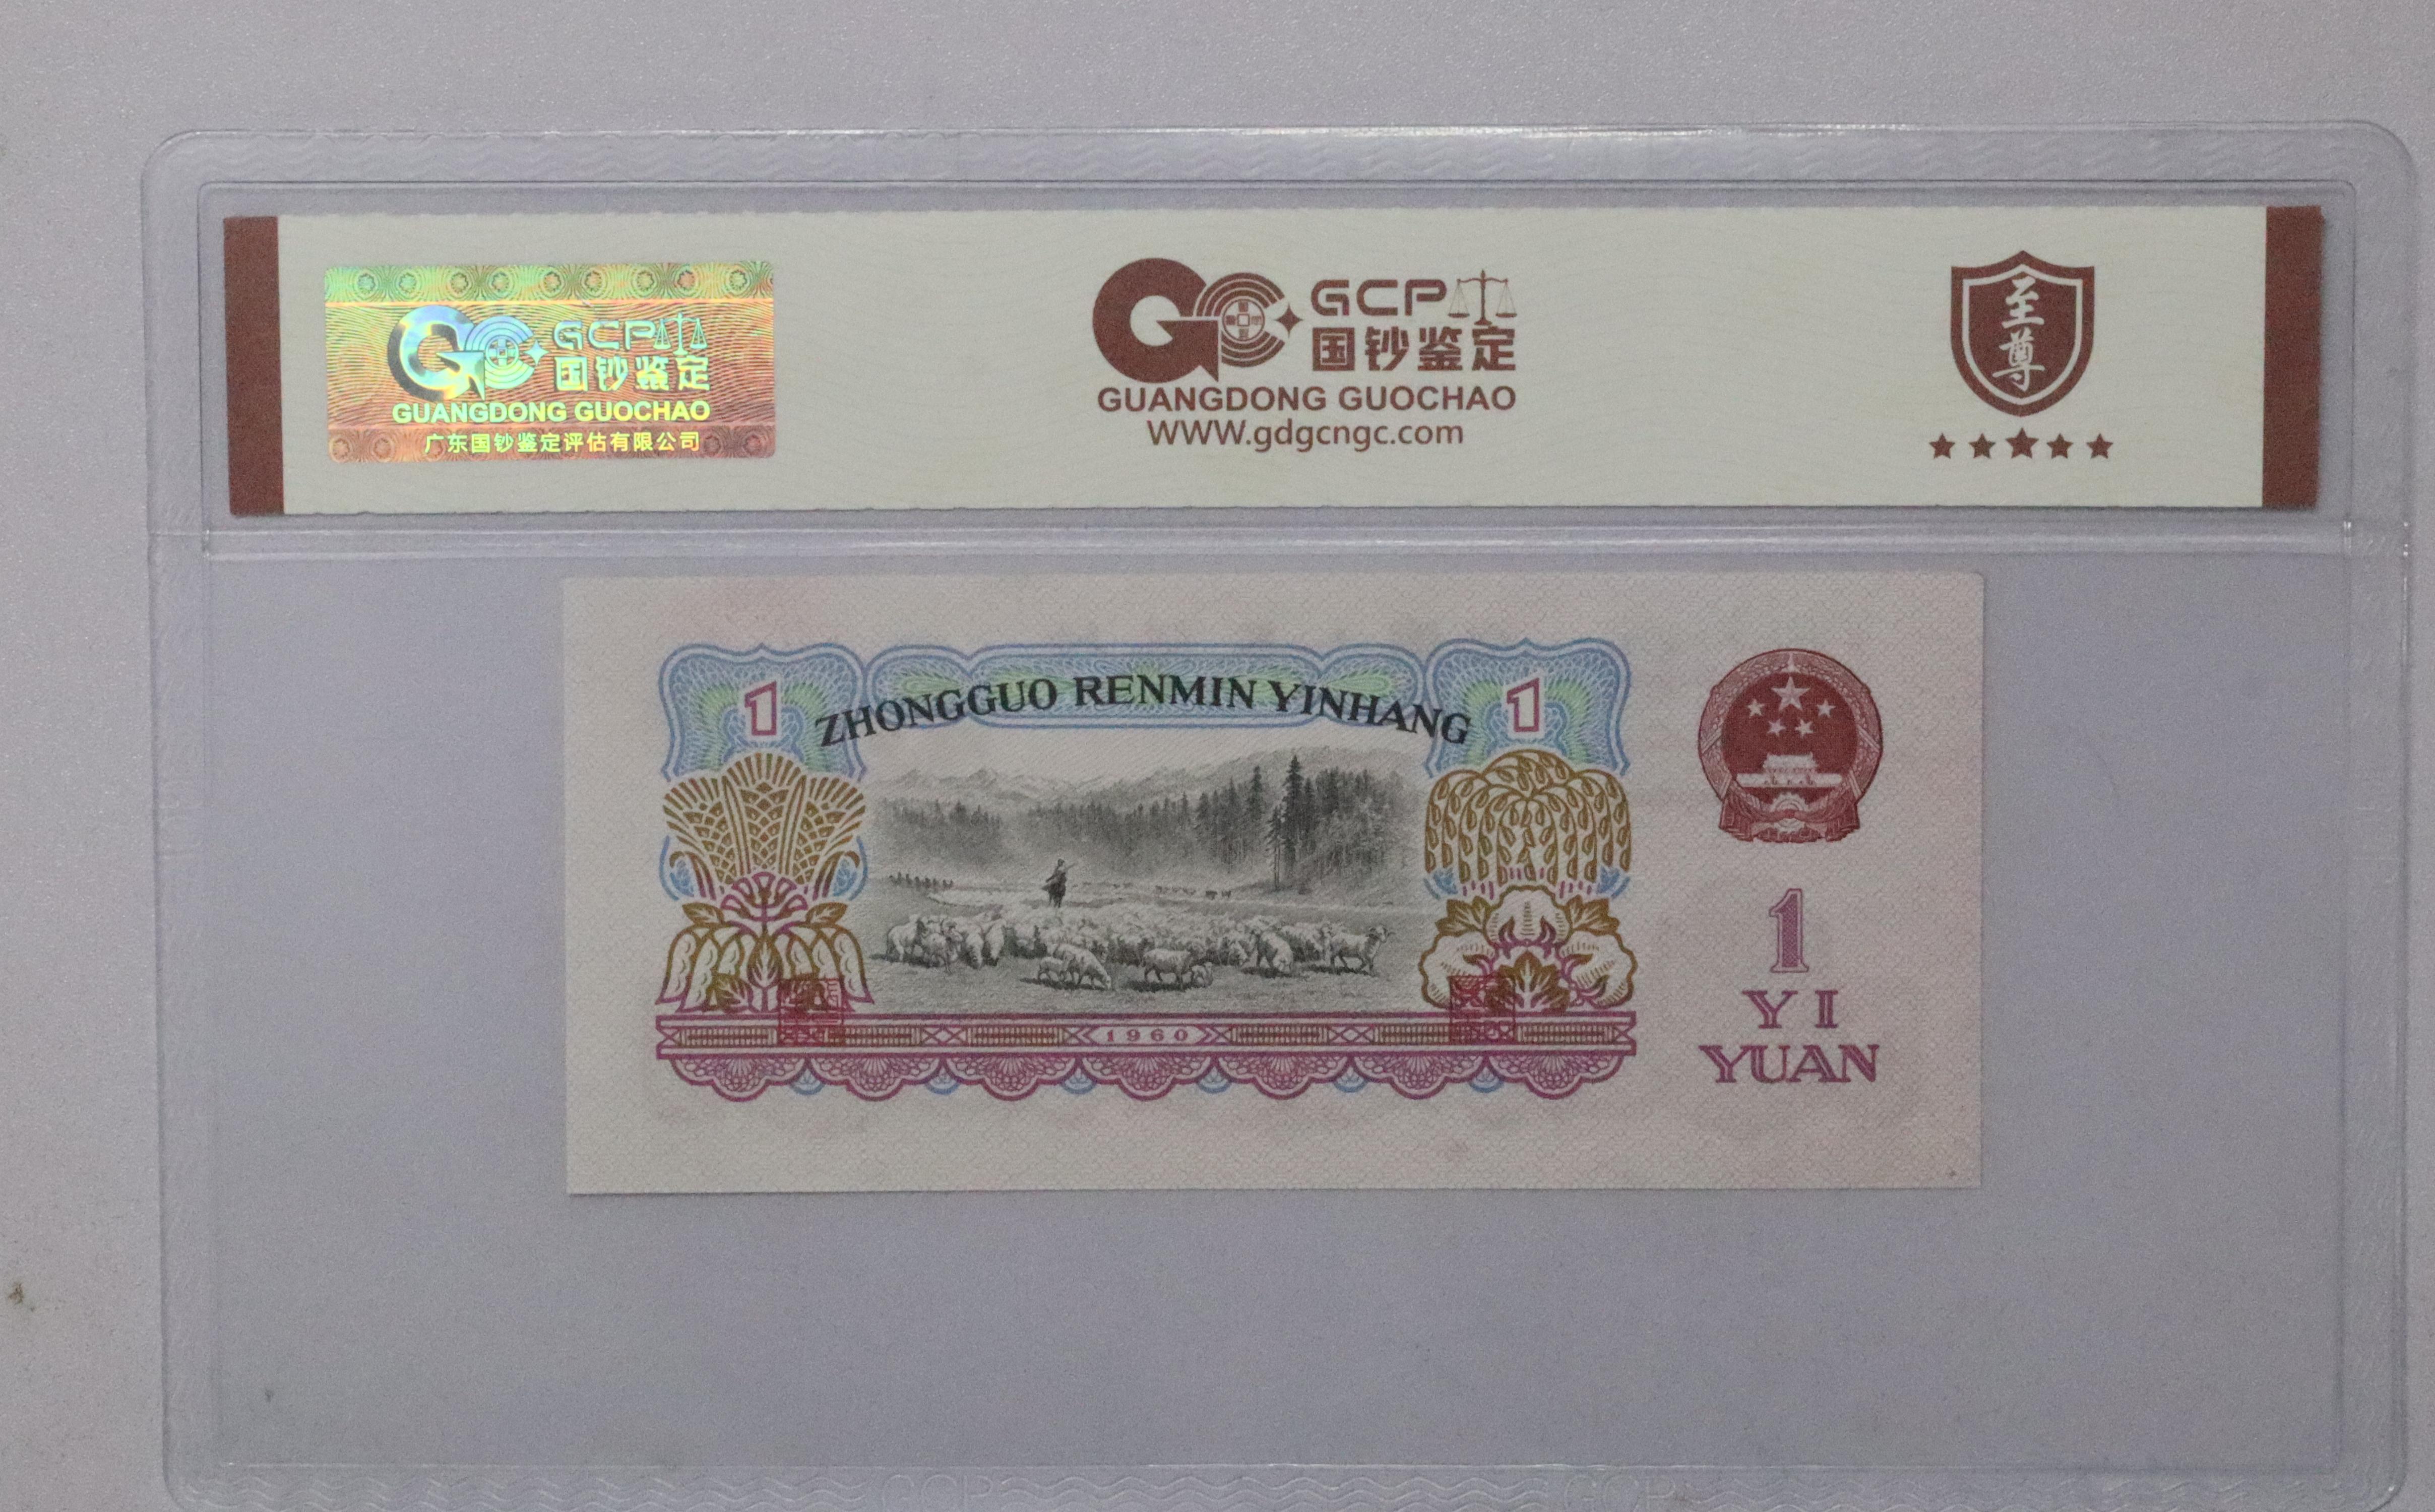 GCP
国钞鉴定
GUANGDONG GUOCHAO
广东国钞鉴定评估有限公司
GCP
国钞鉴定
GUANGDONG GUOCHAO
WWW.gdgcngc.com
至尊
1
ZHONGGUO RENMIN YINHANG
1
1960
1
YI
YUAN
GCP
GCP